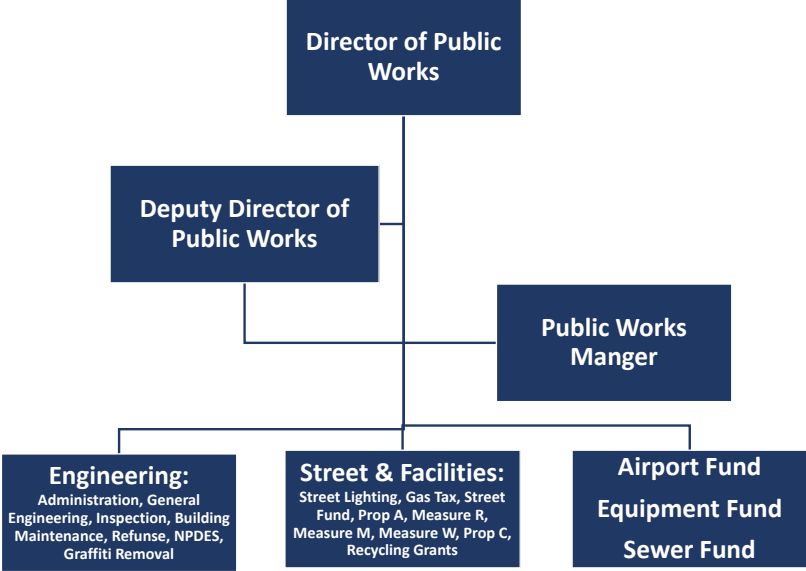 Director of Public
Works
Deputy Director of
Public Works
Public Works
Manger
Engineering:
Administration, General
Engineering, Inspection, Building
Maintenance, Refunse, NPDES,
Graffiti Removal
Street & Facilities:
Street Lighting, Gas Tax, Street
Fund, Prop A, Measure R,
Measure M, Measure W, Prop C,
Recycling Grants
Airport Fund
Equipment Fund
Sewer Fund